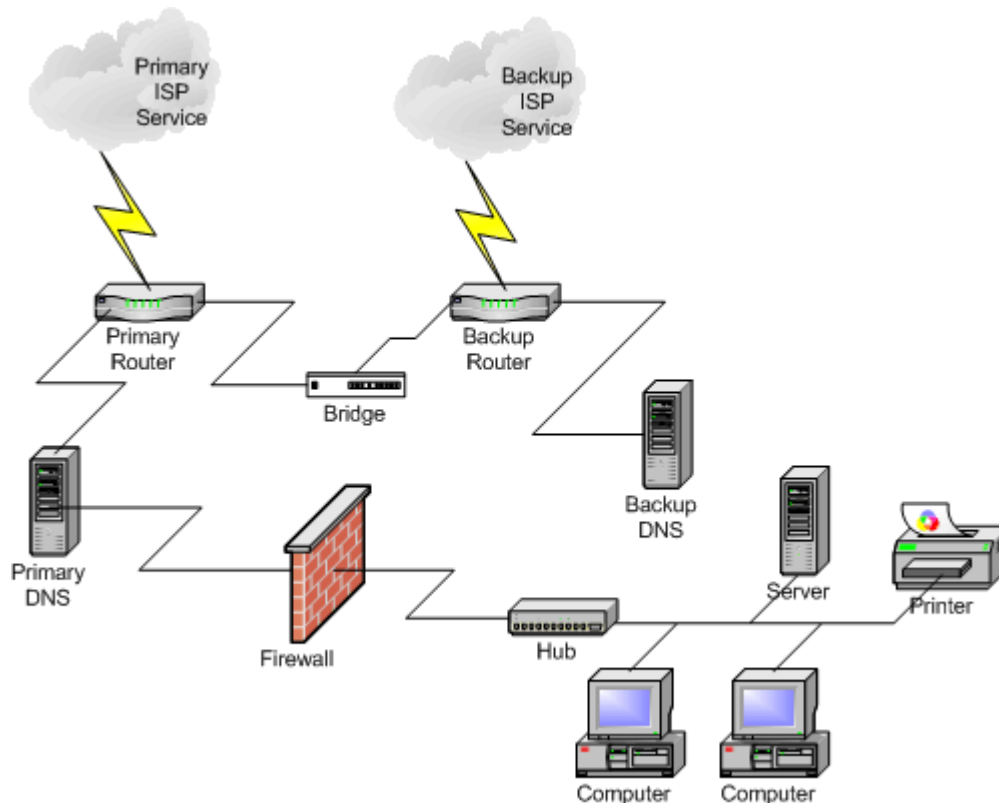 Primary
ISP
Service
Backup
ISP
Service
Primary
Router
Backup
Router
Bridge
Backup
DNS
Primary
DNS
Server
Printer
Firewall
Hub
Computer
Computer